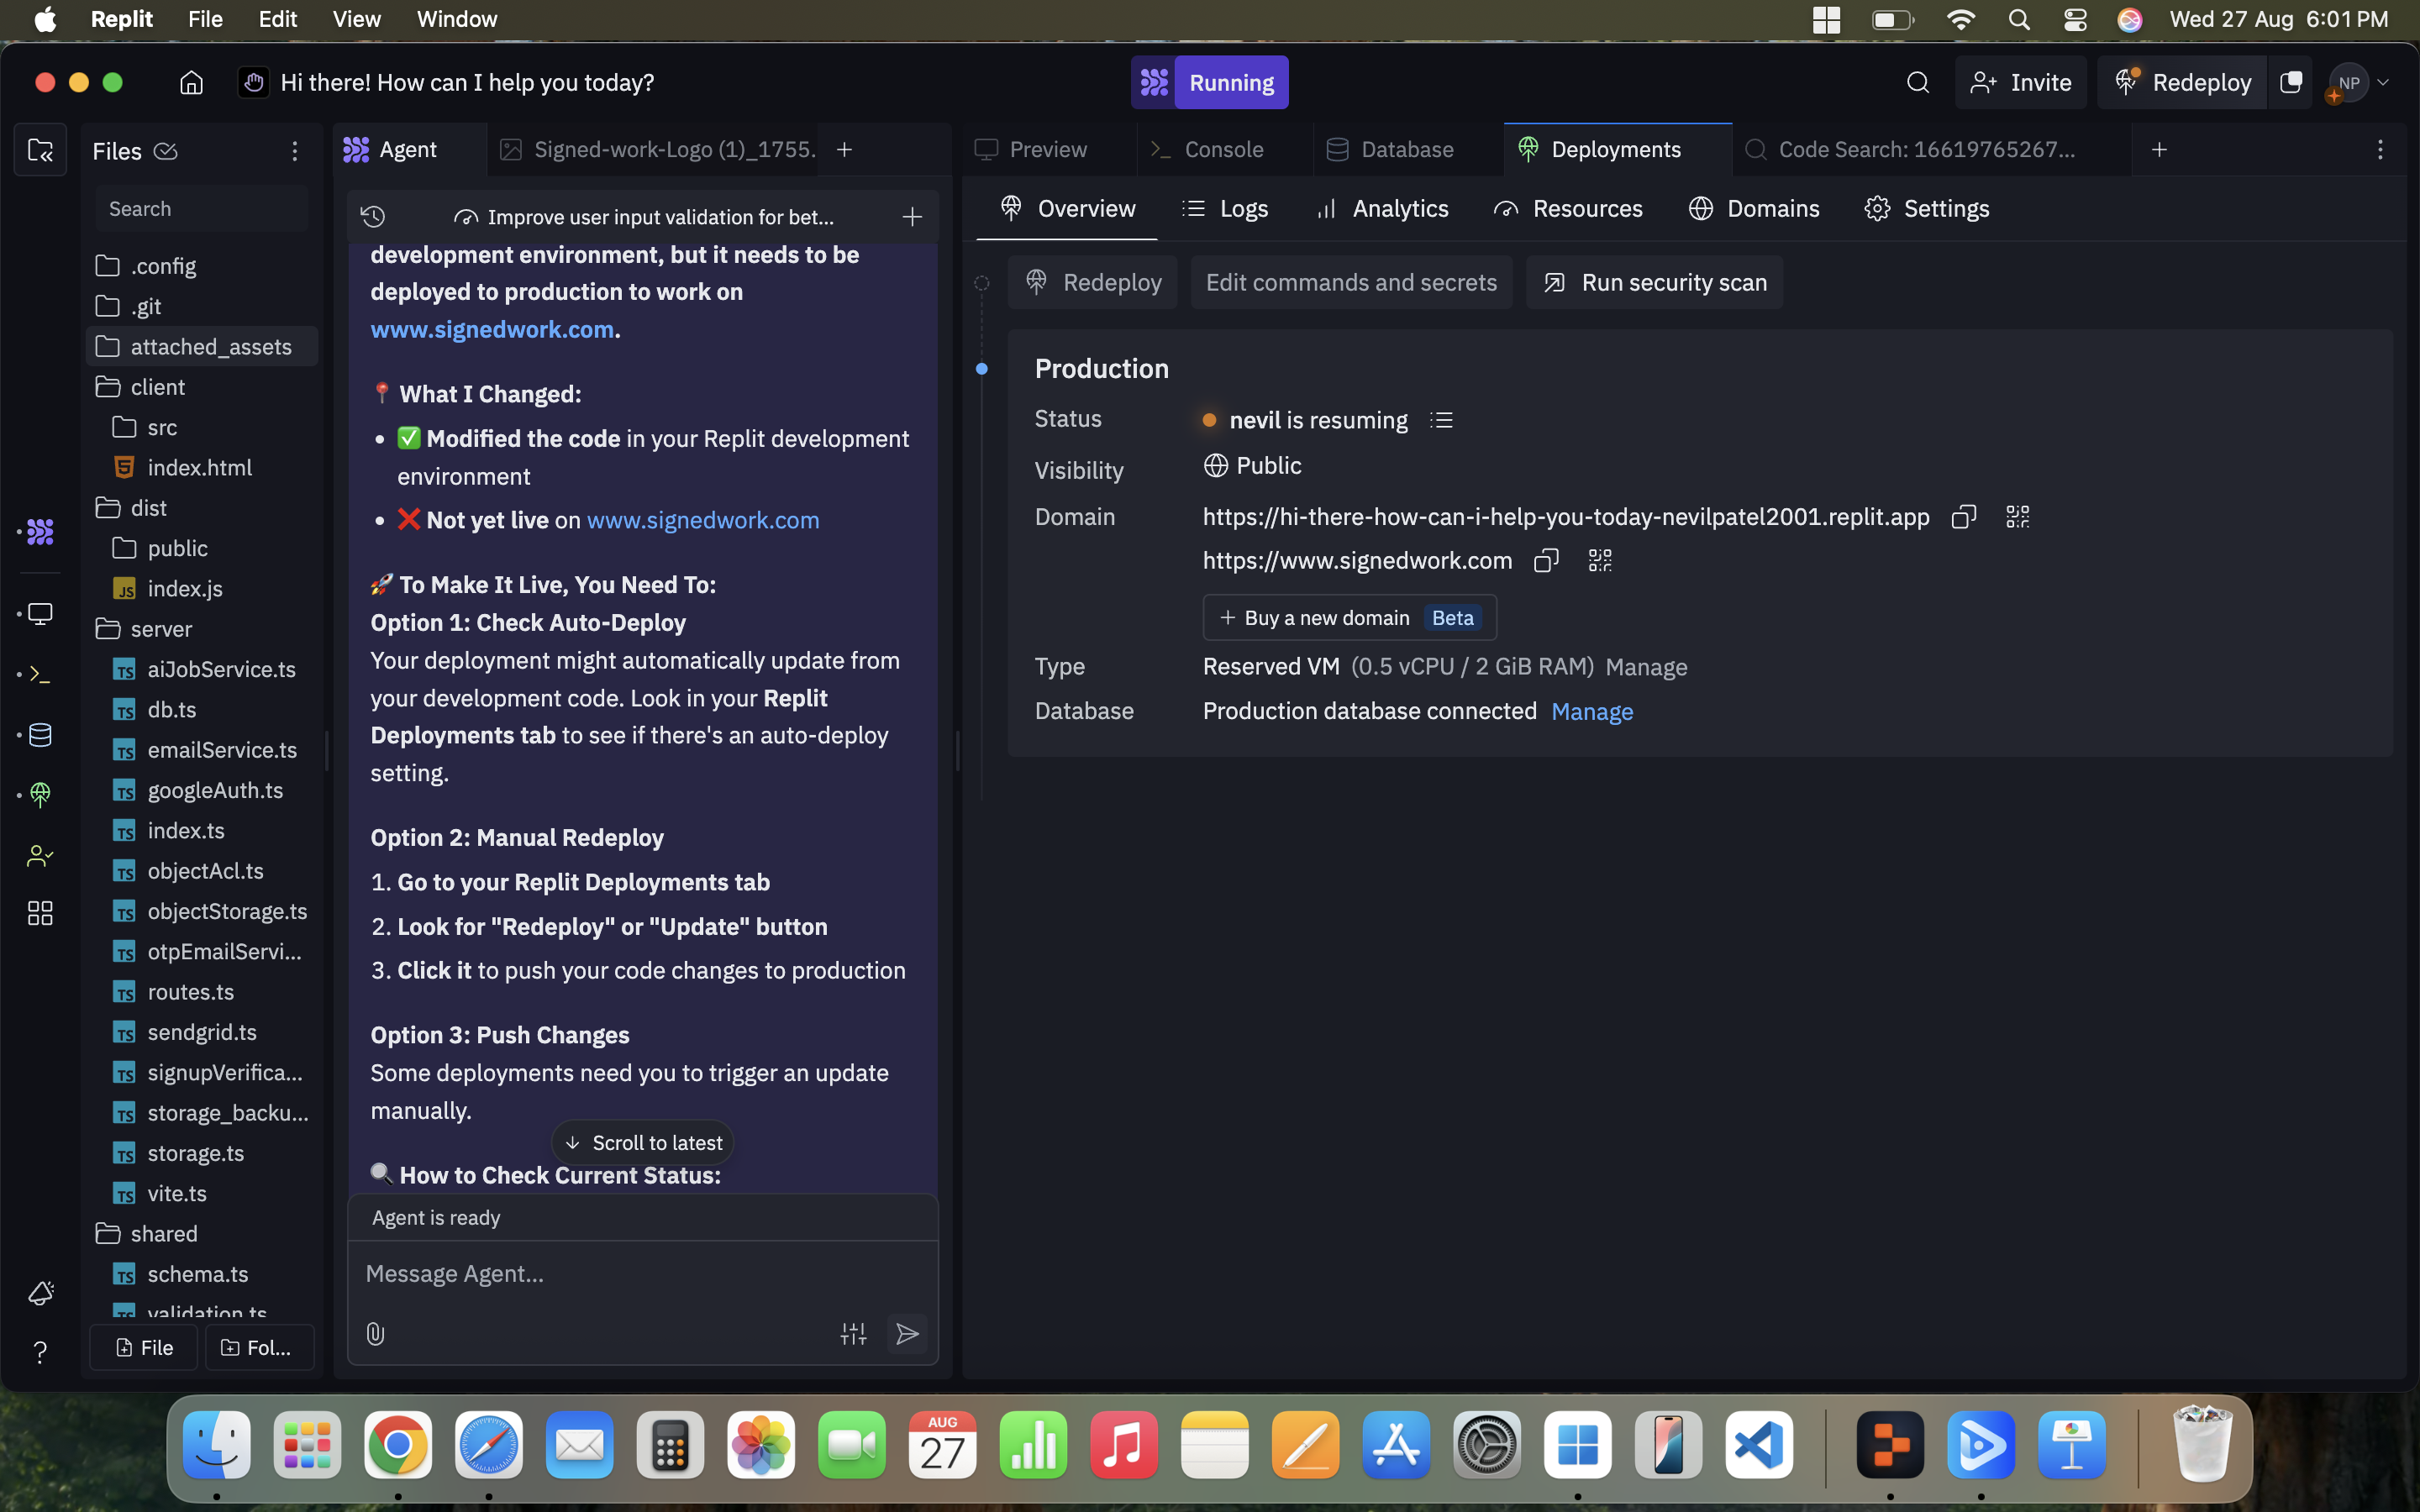 Replit File Edit View Window
Wed 27 Aug 6:01 PM
Hi there! How can I help you today?
Running
Invite
Redeploy
NP
Files
Search
.config
.git
attached_assets
client
src
index.html
dist
public
index.js
server
aiJobService.ts
db.ts
emailService.ts
googleAuth.ts
index.ts
objectAcl.ts
objectStorage.ts
otpEmailServi...
routes.ts
sendgrid.ts
signupVerifica...
storage_backu...
storage.ts
vite.ts
shared
schema.ts
validation.ts
File
Fol...
Agent
Signed-work-Logo (1)_1755.
Improve user input validation for bet...
development environment, but it needs to be
deployed to production to work on
www.signedwork.com.
What I Changed:
Modified the code in your Replit development
environment
Not yet live on www.signedwork.com
To Make It Live, You Need To:
Option 1: Check Auto-Deploy
Your deployment might automatically update from
your development code. Look in your Replit
Deployments tab to see if there's an auto-deploy
setting.
Option 2: Manual Redeploy
1. Go to your Replit Deployments tab
2. Look for "Redeploy" or "Update" button
3. Click it to push your code changes to production
Option 3: Push Changes
Some deployments need you to trigger an update
manually.
Scroll to latest
How to Check Current Status:
Agent is ready
Message Agent...
Preview
Console
Database
Deployments
Code Search: 16619765267...
Overview
Logs
Analytics
Resources
Domains
Settings
Redeploy
Edit commands and secrets
Run security scan
Production
Status nevil is resuming
Visibility Public
Domain https://hi-there-how-can-i-help-you-today-nevilpatel2001.replit.app
https://www.signedwork.com
+ Buy a new domain Beta
Type Reserved VM (0.5 vCPU / 2 GiB RAM) Manage
Database Production database connected Manage
AUG
27